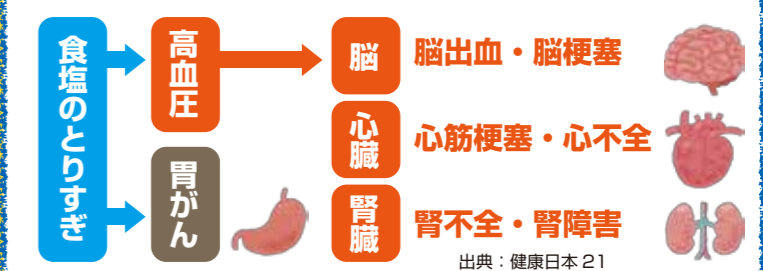 食塩のとりすぎ
高血圧
胃がん
脳
脳出血・脳梗塞
心臓
心筋梗塞・心不全
腎臓
腎不全・腎障害
出典：健康日本21